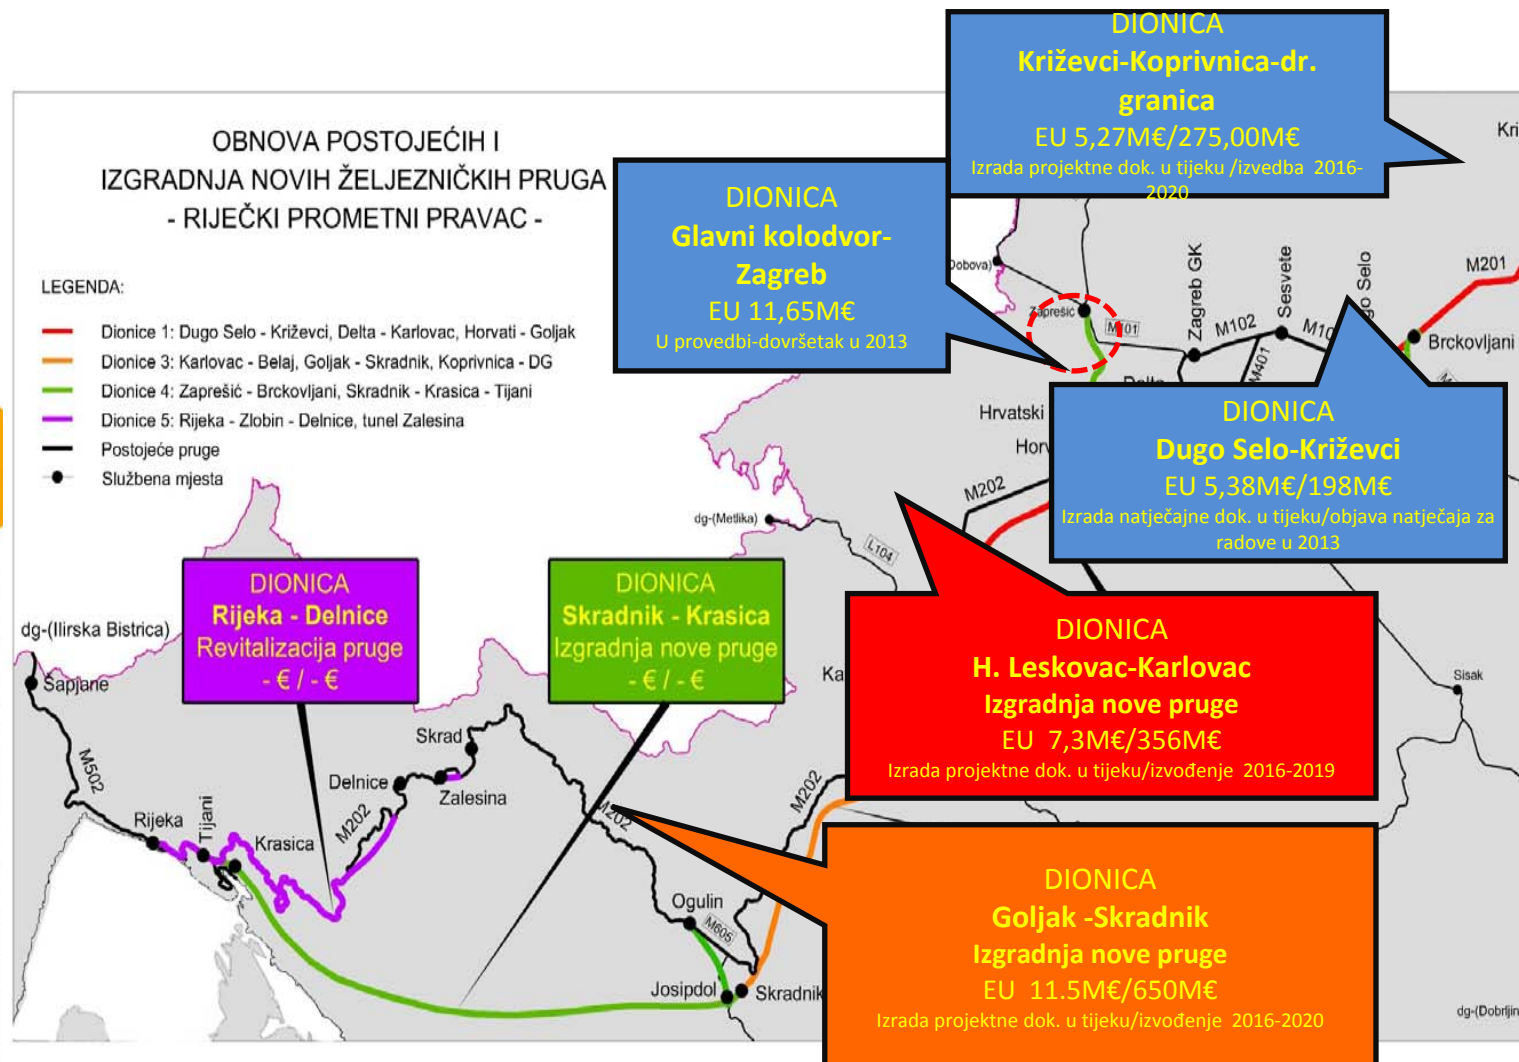 OBNOVA POSTOJEĆIH I
IZGRADNJA NOVIH ŽELJEZNIČKIH PRUGA
- RIJEČKI PROMETNI PRAVAC -
LEGENDA:
Dionice 1: Dugo Selo - Križevci, Delta - Karlovac, Horvati - Goljak
Dionice 3: Karlovac - Belaj, Goljak - Skradnik, Koprivnica - DG
Dionice 4: Zaprešić - Brckovljani, Skradnik - Krasica - Tijani
Dionice 5: Rijeka - Zlobin - Delnice, tunel Zalesina
Postojeće pruge
Službena mjesta
DIONICA
Križevci-Koprivnica-dr.
granica
EU 5,27M€/275,00M€
Izrada projektne dok. u tijeku /izvedba 2016-
2020
DIONICA
Glavni kolodvor-
Zagreb
EU 11,65M€
U provedbi-dovršetak u 2013
DIONICA
Dugo Selo-Križevci
EU 5,38M€/198M€
Izrada natječajne dok. u tijeku/objava natječaja za
radove u 2013
DIONICA
H. Leskovac-Karlovac
Izgradnja nove pruge
EU 7,3M€/356M€
Izrada projektne dok. u tijeku/izvođenje 2016-2019
DIONICA
Goljak -Skradnik
Izgradnja nove pruge
EU 11.5M€/650M€
Izrada projektne dok. u tijeku/izvođenje 2016-2020
DIONICA
Rijeka - Delnice
Revitalizacija pruge
- € / - €
DIONICA
Skradnik - Krasica
Izgradnja nove pruge
- € / - €
Kri
Dobova)
Zaprešić
M101
Zagreb GK
M102
Sesvete
M10
go Selo
M401
M201
Brckovljani
Hrvatski
Horv
M202
dg-(Metlika)
L104
Ka
Sisak
dg-(Ilirska Bistrica)
Šapjane
M502
Rijeka
Tijani
Krasica
M202
Delnice
Skrad
Zalesina
M202
M202
Ogulin
M605
Josipdol
Skradnik
dg-(Dobrljin